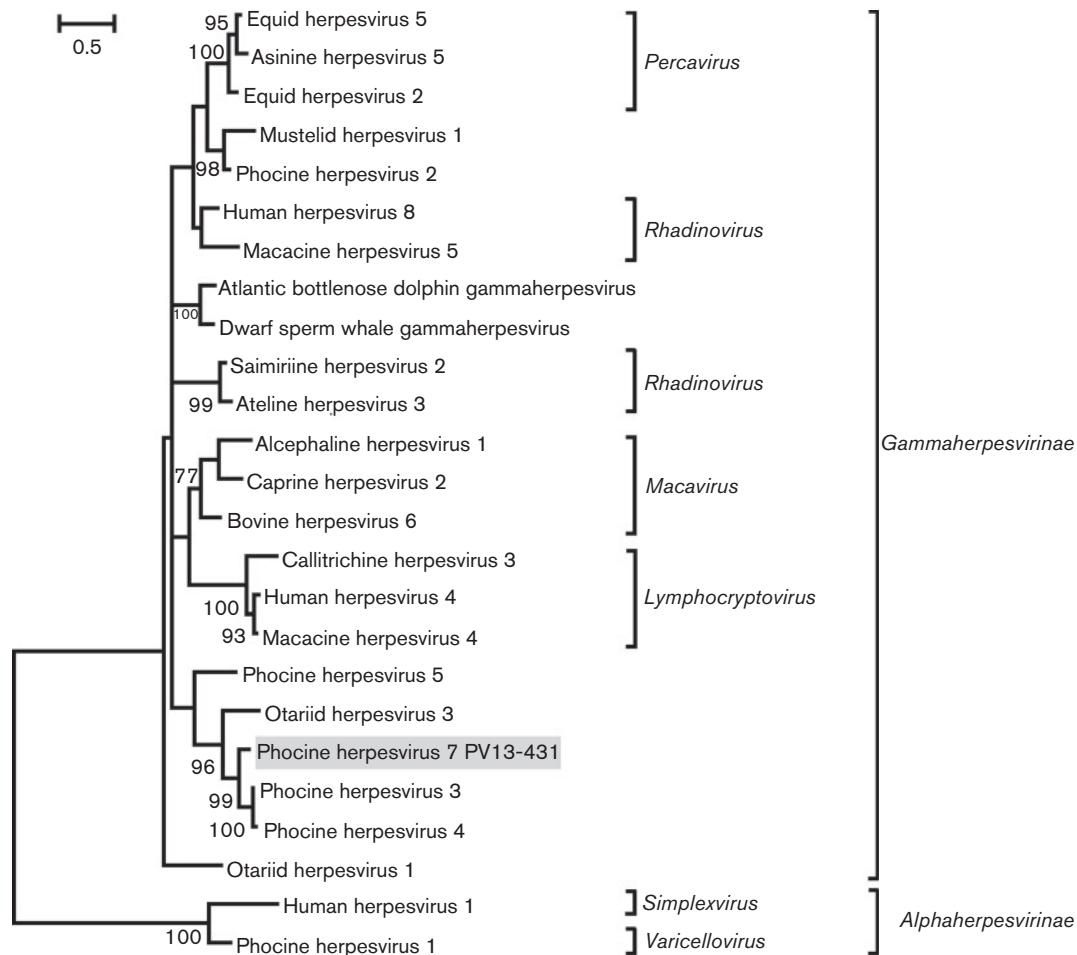 0.5
95
Equid herpesvirus 5
100
Asinine herpesvirus 5
Percavirus
Equid herpesvirus 2
Mustelid herpesvirus 1
98
Phocine herpesvirus 2
Human herpesvirus 8
Rhadinovirus
Macacine herpesvirus 5
Atlantic bottlenose dolphin gammaherpesvirus
100
Dwarf sperm whale gammaherpesvirus
Saimiriine herpesvirus 2
Rhadinovirus
99
Ateline herpesvirus 3
Alcephaline herpesvirus 1
Gammaherpesvirinae
77
Caprine herpesvirus 2
Macavirus
Bovine herpesvirus 6
Callitrichine herpesvirus 3
100
Human herpesvirus 4
Lymphocryptovirus
93
Macacine herpesvirus 4
Phocine herpesvirus 5
Otariid herpesvirus 3
Phocine herpesvirus 7 PV13-431
96
Phocine herpesvirus 3
99
100
Phocine herpesvirus 4
Otariid herpesvirus 1
Human herpesvirus 1
Simplexvirus
Alphaherpesvirinae
100
Phocine herpesvirus 1
Varicellovirus